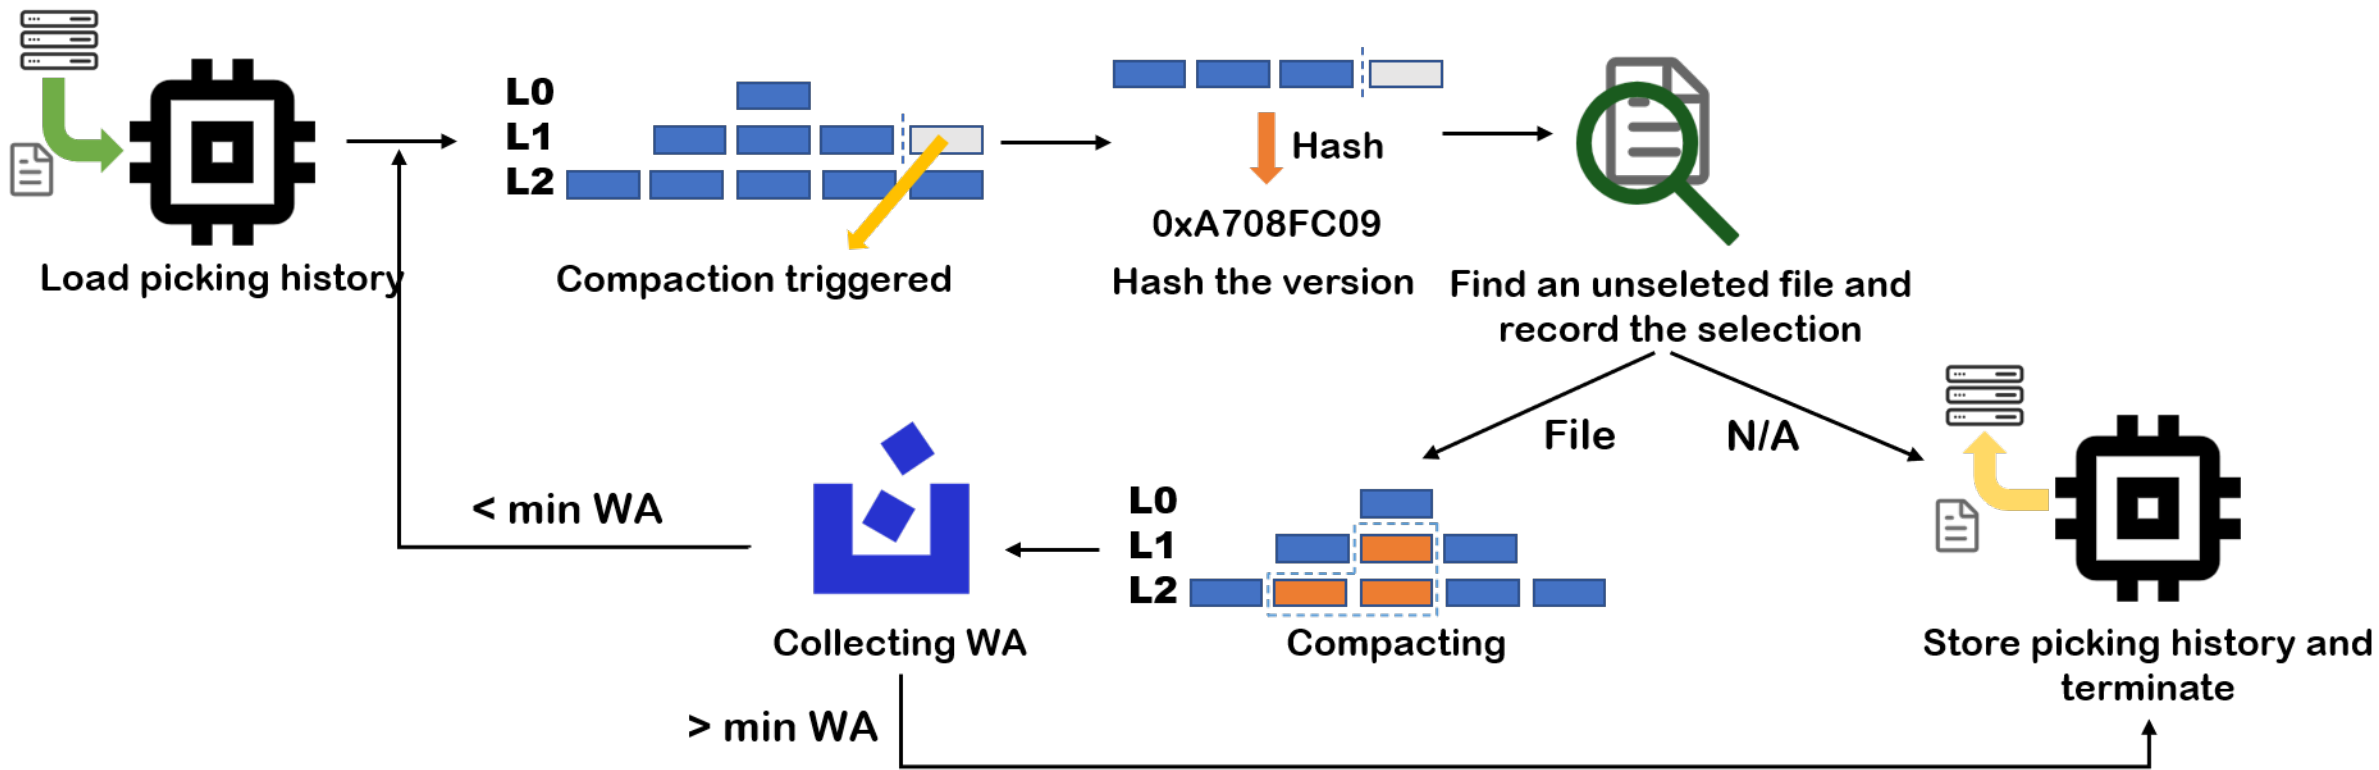 L0
L1
L2
Hash
0xA708FC09
Load picking history
Compaction triggered
Hash the version
Find an unseleted file and
record the selection
File
N/A
< min WA
L0
L1
L2
Collecting WA
Compacting
Store picking history and
terminate
> min WA